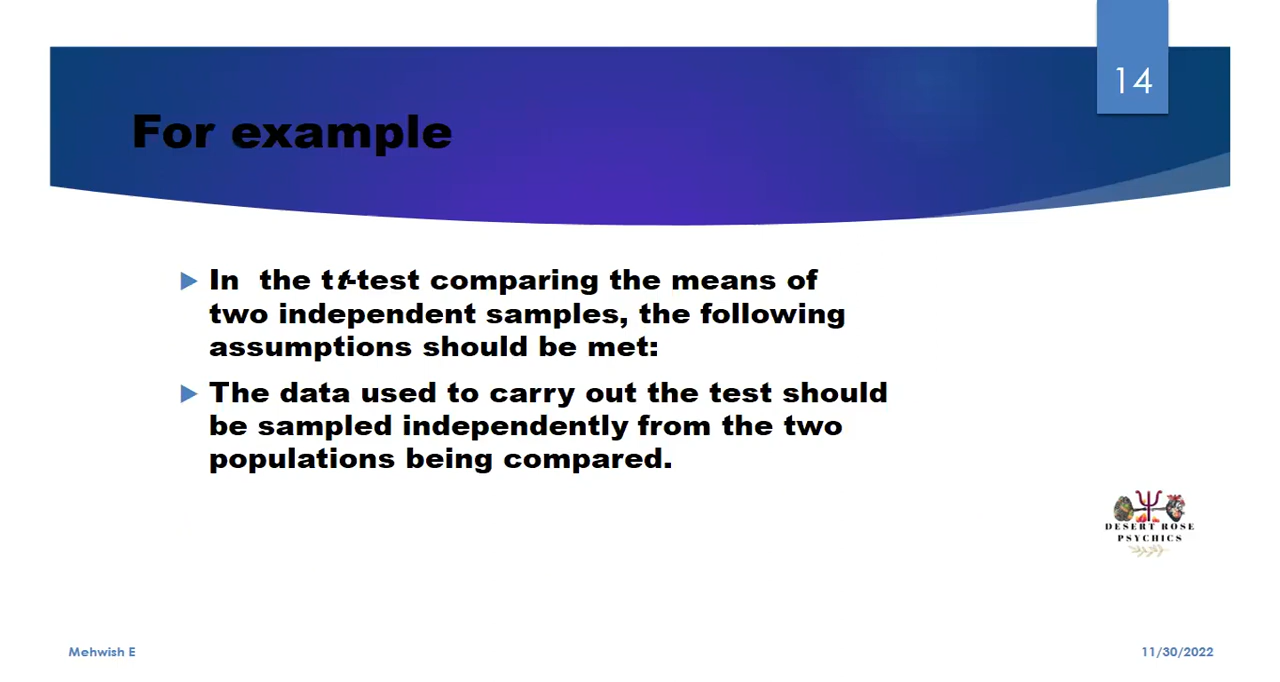 14
For example
In  the t t-test comparing the means of
two independent samples, the following
assumptions should be met:
The data used to carry out the test should
be sampled independently from the two
populations being compared.
DESERT ROSE
PSYCHICS
Mehwish E
11/30/2022